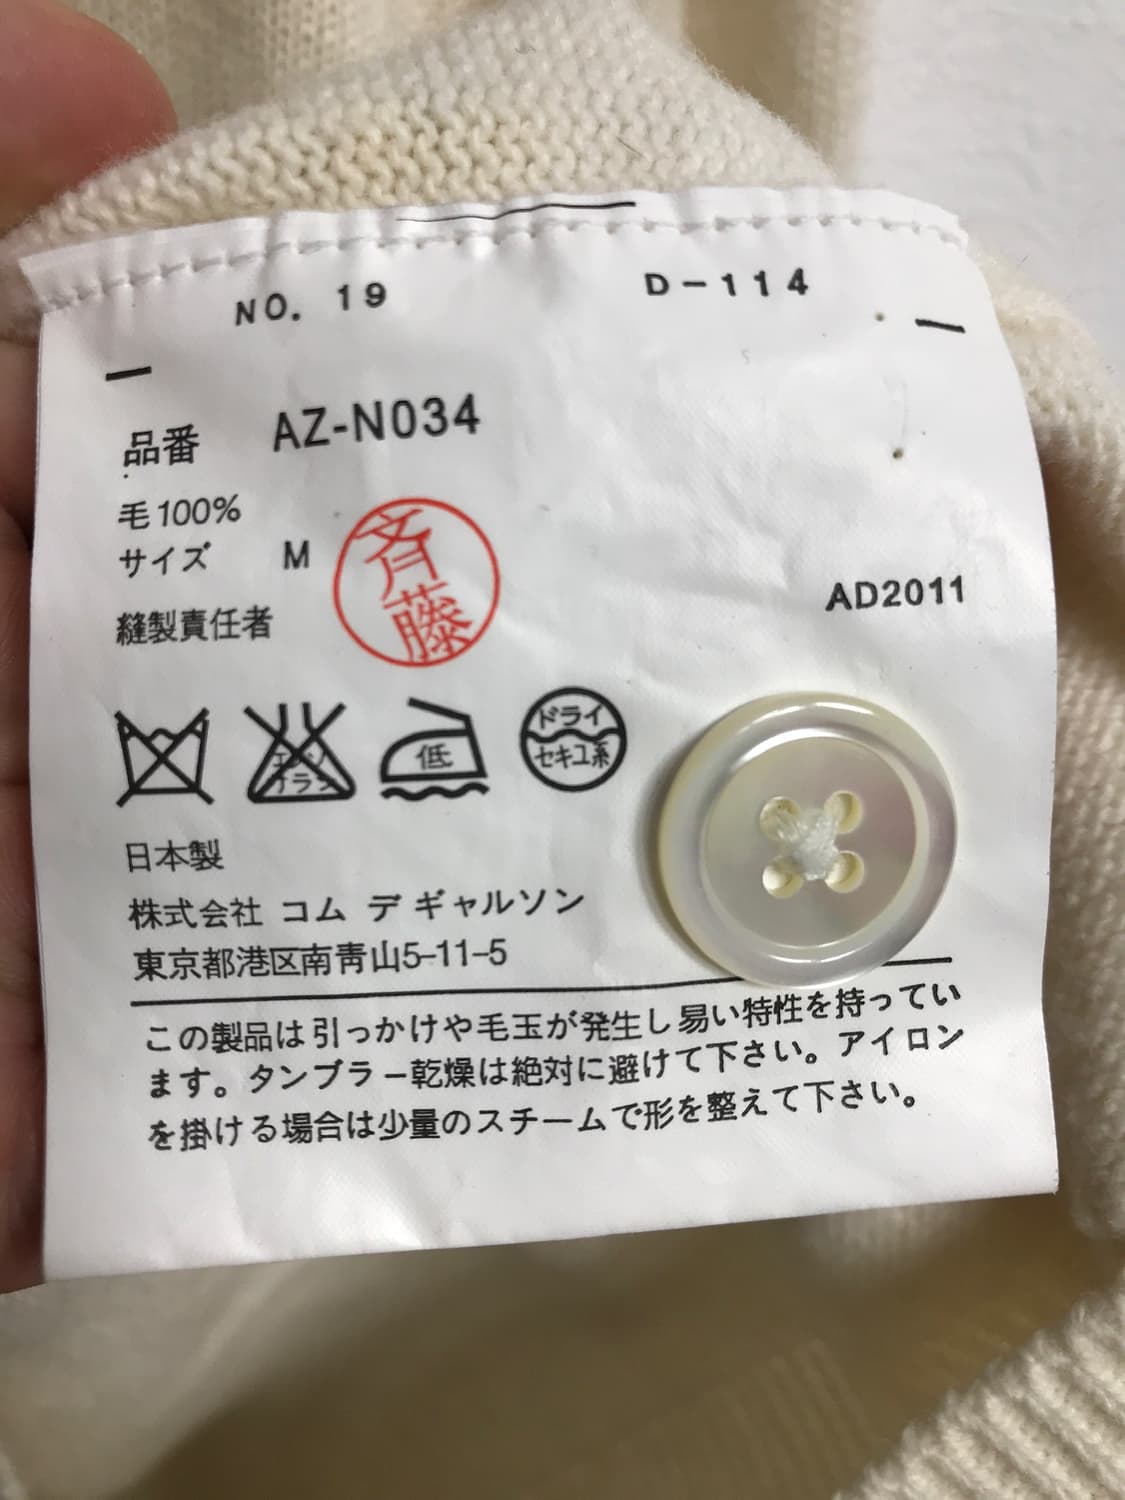 NO. 19 D-114
品番 AZ-N034
毛100%
サイズ M
斉藤
縫製責任者
AD2011
エンソ
サラシ
低
ドライ
セキユ系
日本製
株式会社 コム デ ギャルソン
東京都港区南青山5-11-5
この製品は引っかけや毛玉が発生し易い特性を持ってい
ます。タンブラー乾燥は絶対に避けて下さい。アイロン
を掛ける場合は少量のスチームで形を整えて下さい。